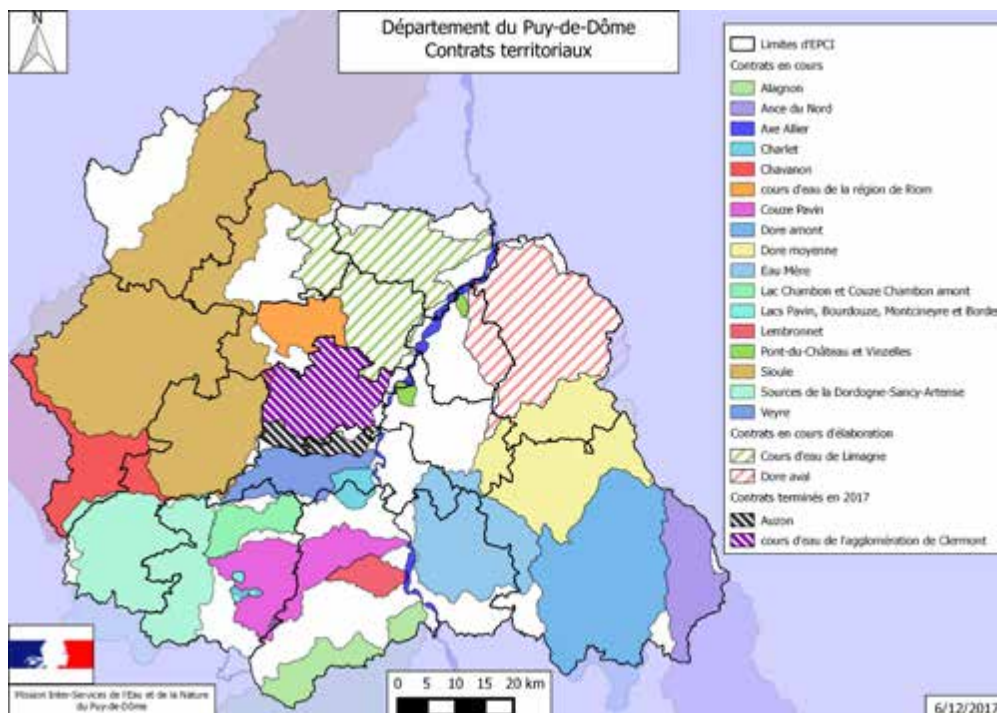 N
Département du Puy-de-Dôme
Contrats territoriaux
Limites d'EPCI
Contrats en cours
Alagnon
Ance du Nord
Axe Allier
Charlet
Chavanon
cours d'eau de la région de Riom
Couze Pavin
Dore amont
Dore moyenne
Eau Mère
Lac Chambon et Couze Chambon amont
Lacs Pavin, Bourdouze, Montcineyre et Borde
Lembronnet
Pont-du-Château et Vinzelles
Sioule
Sources de la Dordogne-Sancy-Artense
Veyre
Contrats en cours d'élaboration
Cours d'eau de Limagne
Dore aval
Contrats terminés en 2017
Auzon
cours d'eau de l'agglomération de Clermont
Mission Inter-Services de l'Eau et de la Nature
du Puy-de-Dôme
0 5 10 15 20 km
6/12/2017